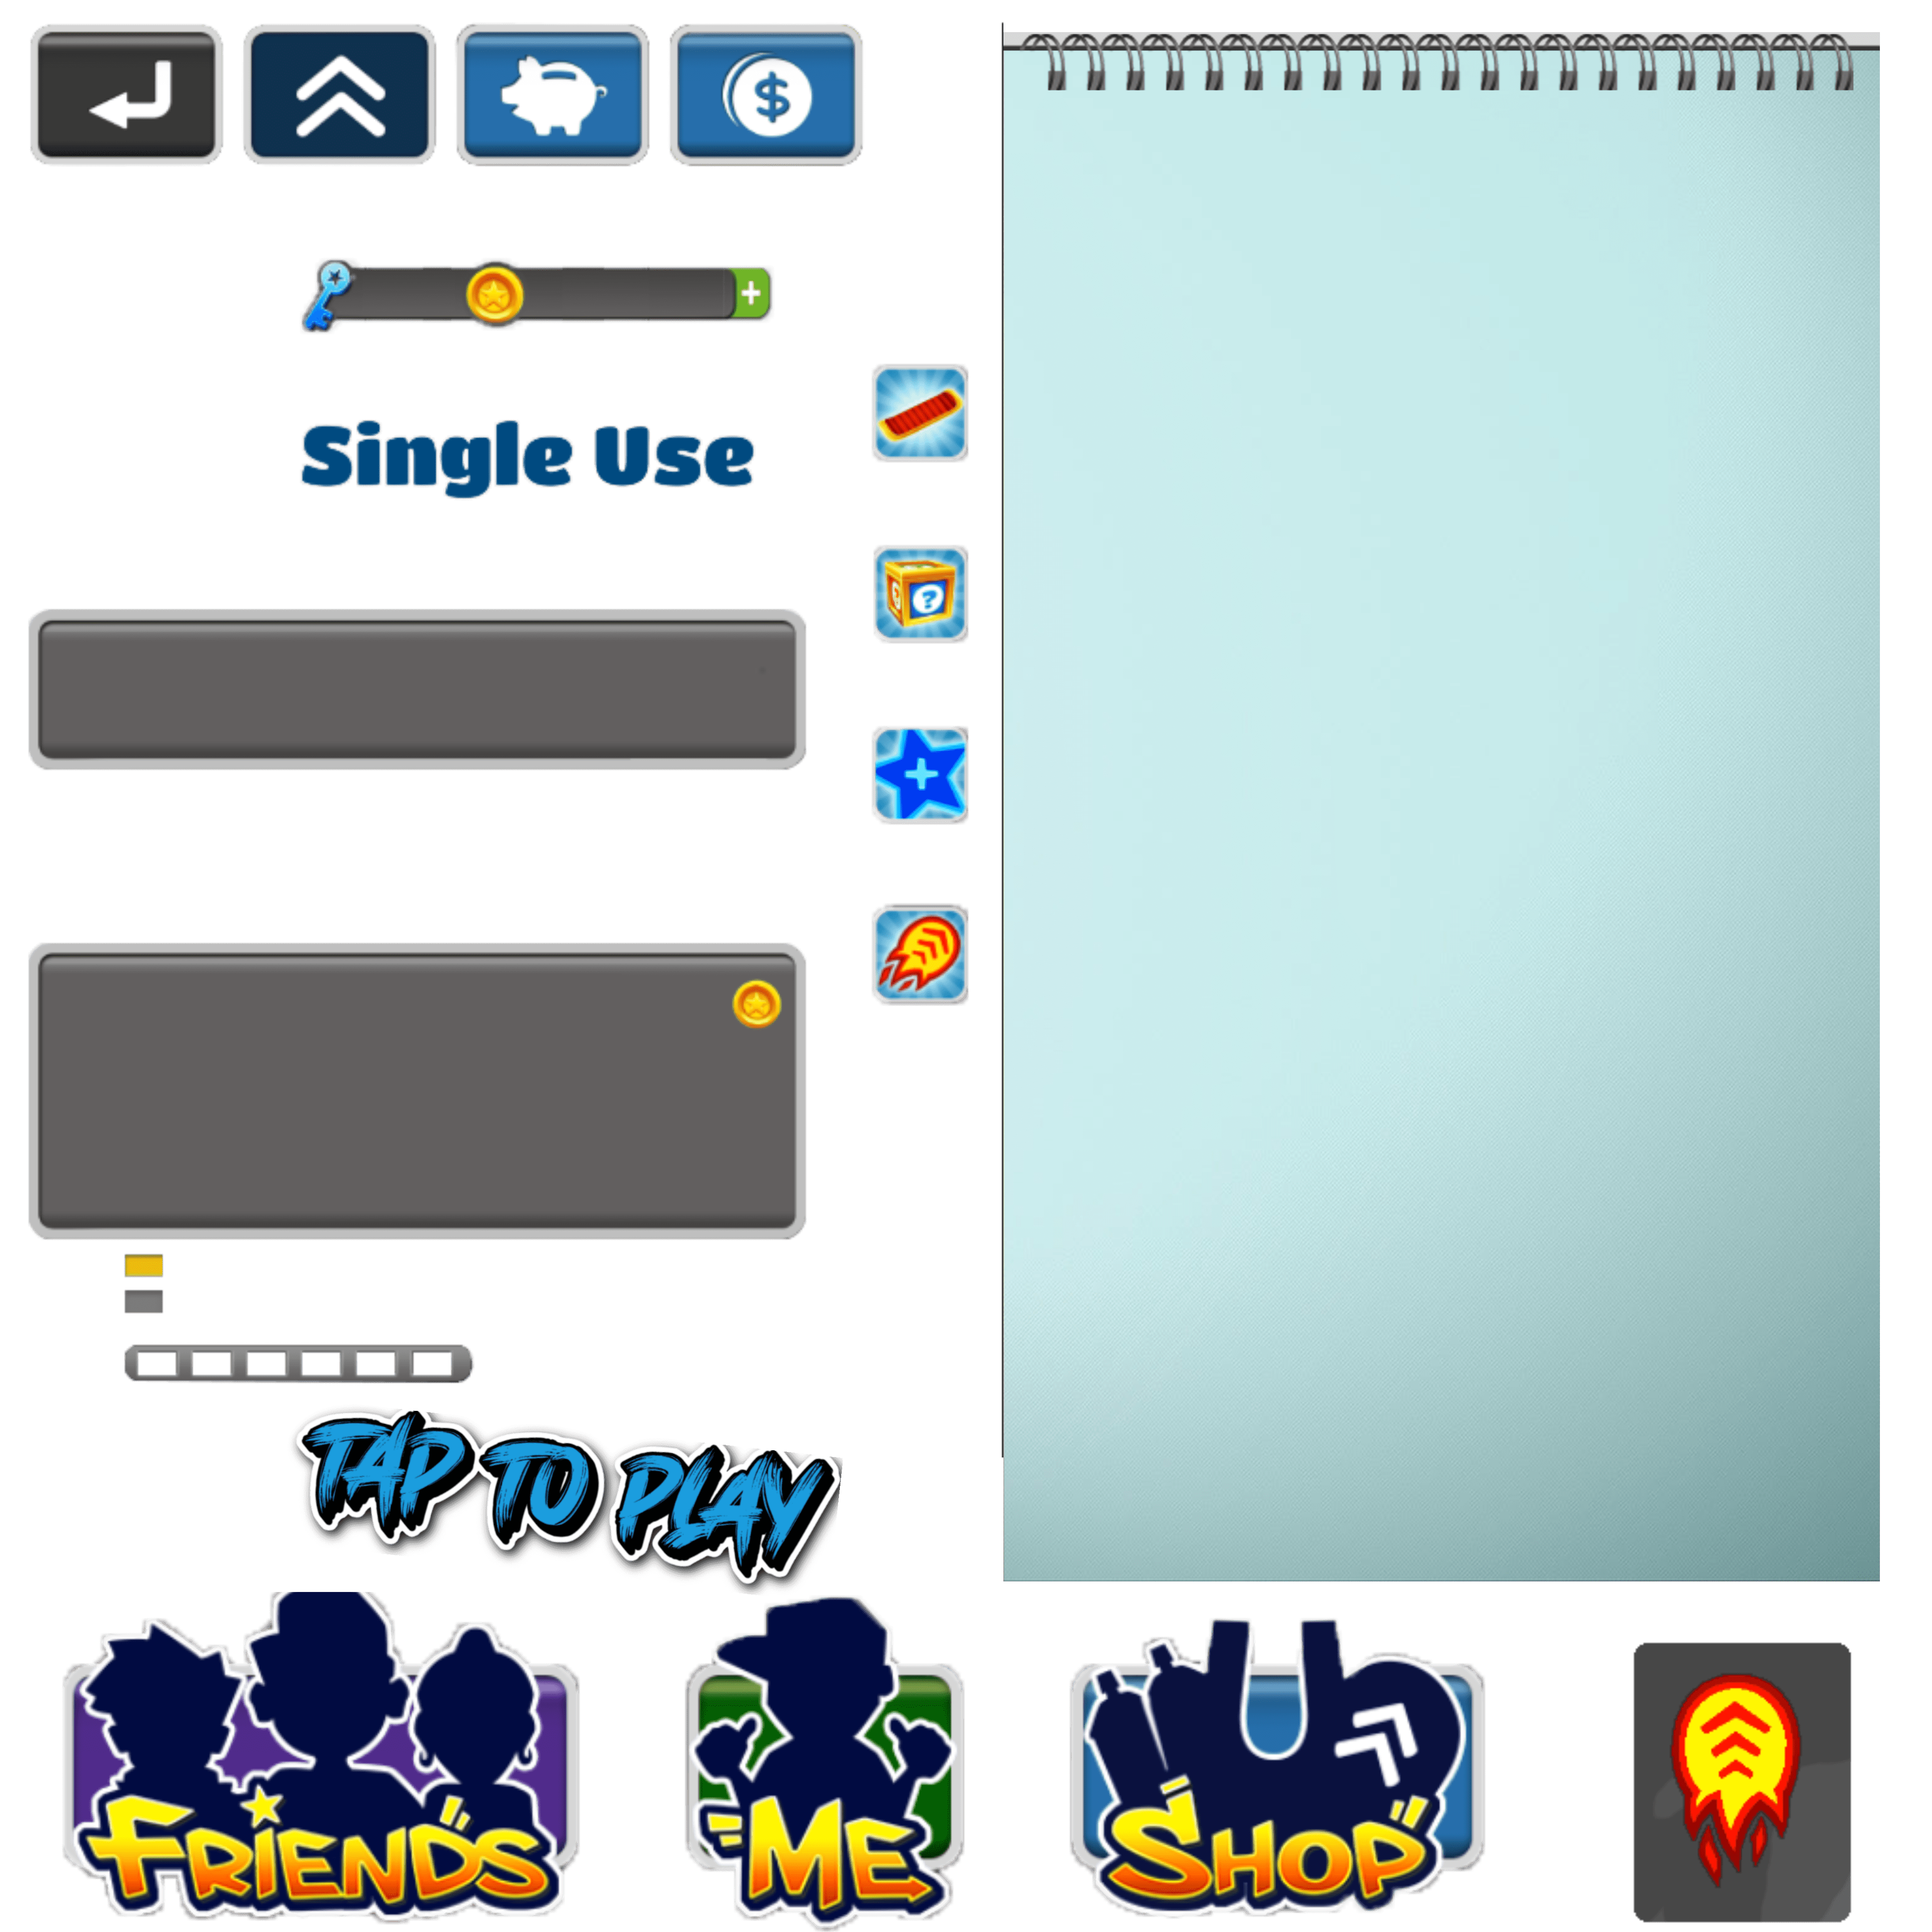 $
+
Single Use
?
+
TAP TO PLAY
FRIENDS
ME
SHOP